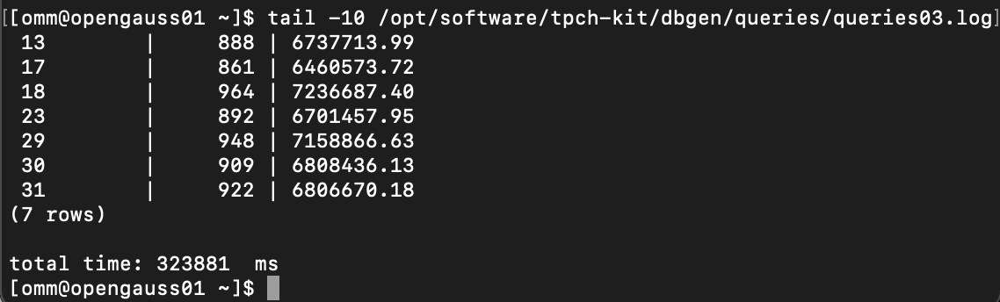 [[omm@opengauss01 ~]$ tail -10 /opt/software/tpch-kit/dbgen/queries/queries03.log]
 13         |      888 | 6737713.99
 17         |      861 | 6460573.72
 18         |      964 | 7236687.40
 23         |      892 | 6701457.95
 29         |      948 | 7158866.63
 30         |      909 | 6808436.13
 31         |      922 | 6806670.18
(7 rows)
total time: 323881  ms
[omm@opengauss01 ~]$